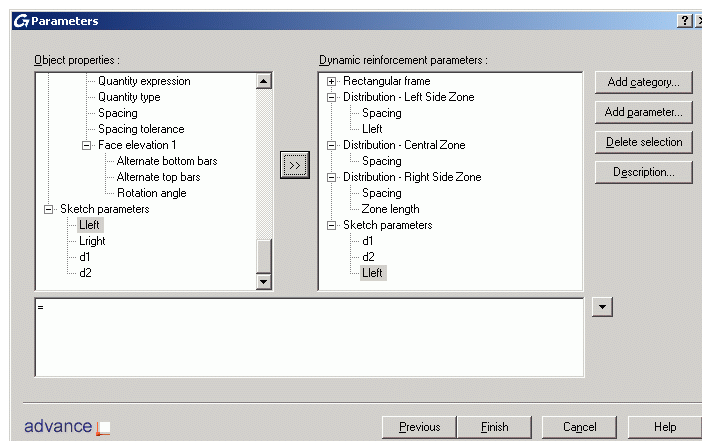 Parameters
Object properties :
Quantity expression
Quantity type
Spacing
Spacing tolerance
Face elevation 1
Alternate bottom bars
Alternate top bars
Rotation angle
Sketch parameters
Lleft
Lright
d1
d2
>>
Dynamic reinforcement parameters :
Rectangular frame
Distribution - Left Side Zone
Spacing
Lleft
Distribution - Central Zone
Spacing
Distribution - Right Side Zone
Spacing
Zone length
Sketch parameters
d1
d2
Lleft
Add category...
Add parameter...
Delete selection
Description...
=
advance
Previous
Finish
Cancel
Help